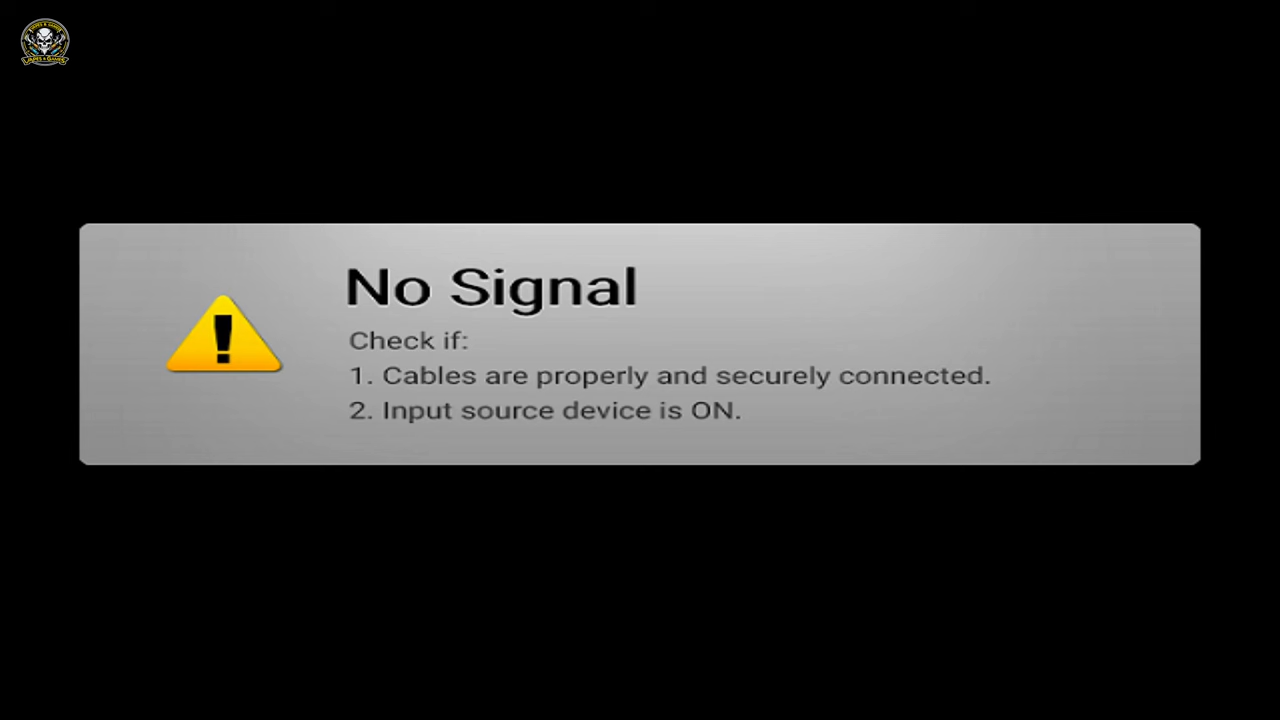 No Signal
Check if:
1. Cables are properly and securely connected.
2. Input source device is ON.